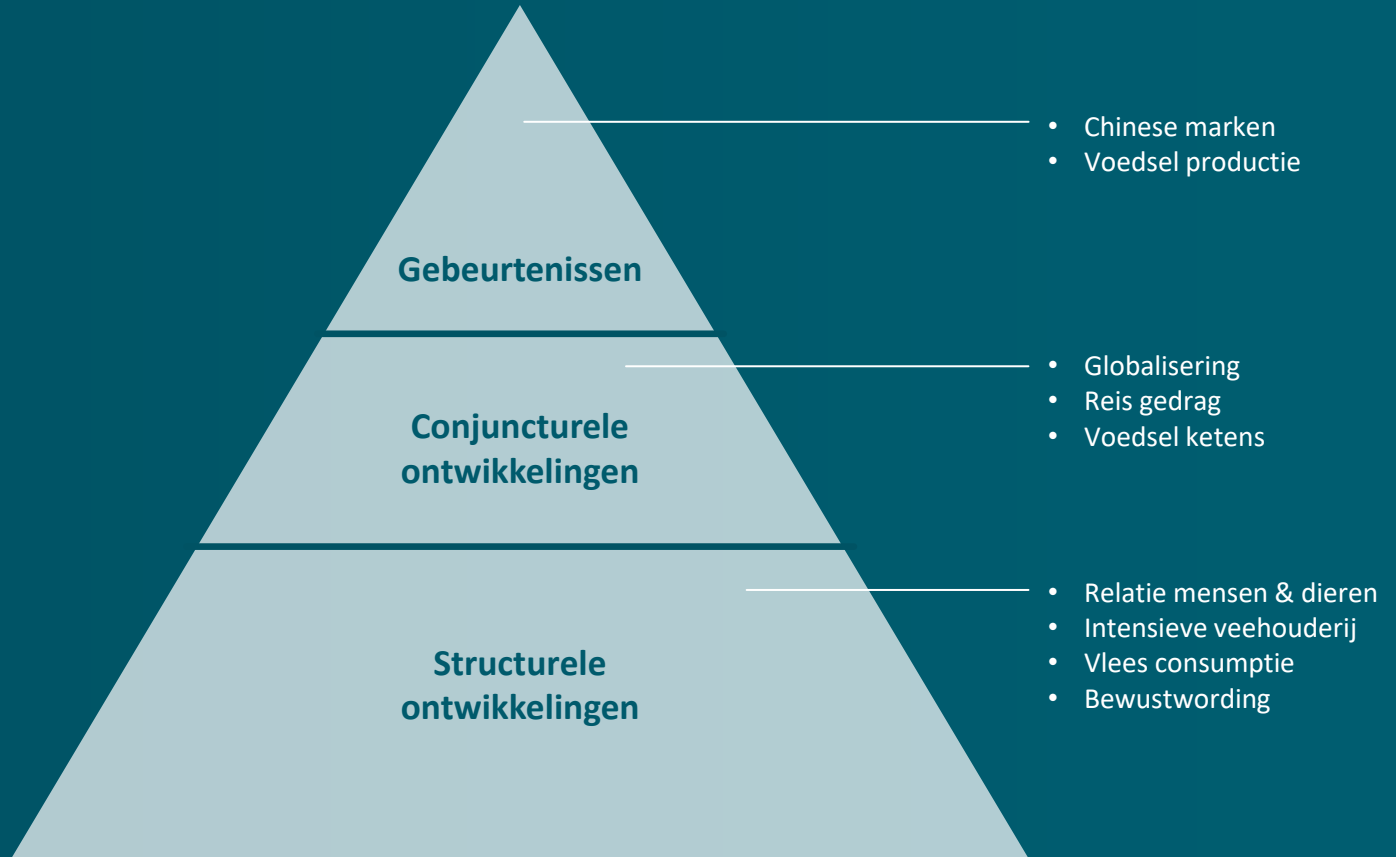 • Chinese marken
• Voedsel productie
Gebeurtenissen
• Globalisering
• Reis gedrag
• Voedsel ketens
Conjuncturele
ontwikkelingen
• Relatie mensen & dieren
• Intensieve veehouderij
• Vlees consumptie
• Bewustwording
Structurele
ontwikkelingen